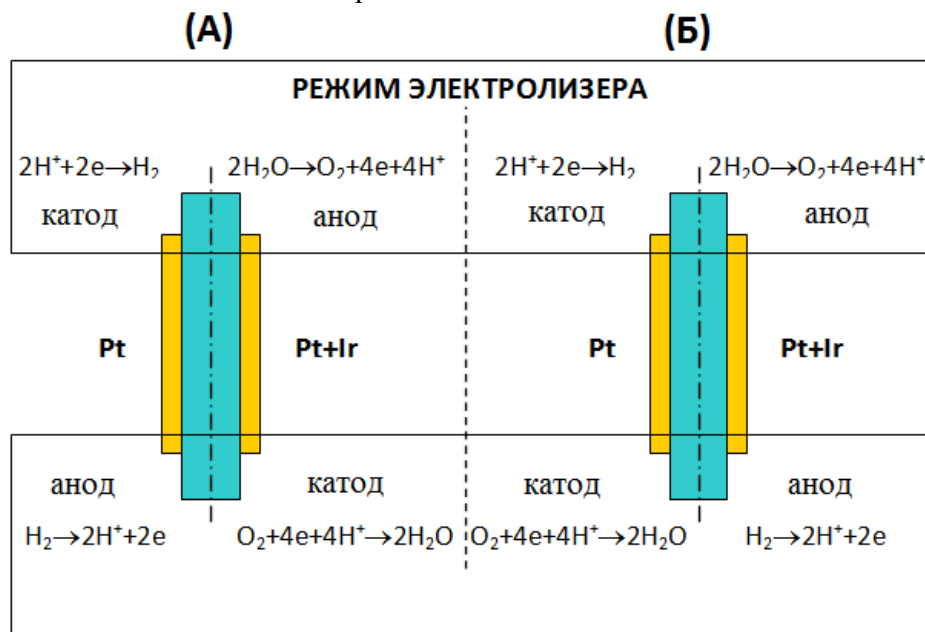 (А) (Б)
РЕЖИМ ЭЛЕКТРОЛИЗЕРА
2H⁺+2e→H₂ 2H₂O→O₂+4e+4H⁺ 2H⁺+2e→H₂ 2H₂O→O₂+4e+4H⁺
катод анод катод анод
Pt Pt+Ir Pt Pt+Ir
анод катод катод анод
H₂→2H⁺+2e O₂+4e+4H⁺→2H₂O O₂+4e+4H⁺→2H₂O H₂→2H⁺+2e